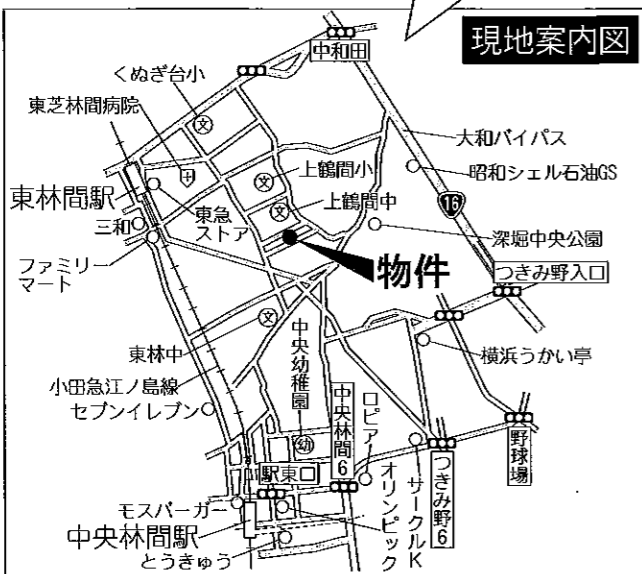 現地案内図
中和田
くぬぎ台小
東芝林間病院
大和バイパス
昭和シェル石油GS
上鶴間小
上鶴間中
16
東林間駅
東急
ストア
三和
ファミリー
マート
深堀中央公園
物件
つきみ野入口
東林中
横浜うかい亭
小田急江ノ島線
セブンイレブン
中央幼稚園
幼
中央林間6
ロピア
オリンピック
サークルK
つきみ野6
野球場
駅東口
モスバーガー
中央林間駅
とうきゅう
文
文
文
文